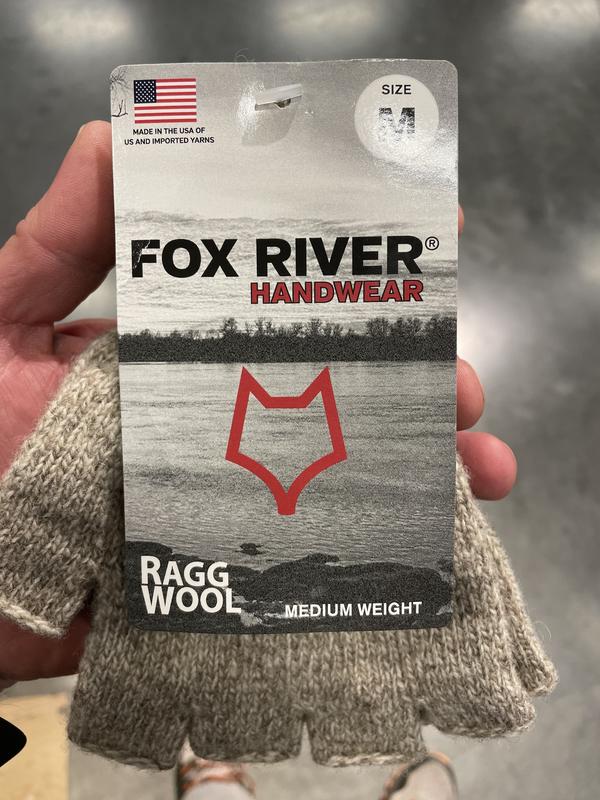 MADE IN THE USA OF
US AND IMPORTED YARNS
SIZE
M
FOX RIVER®
HANDWEAR
RAGG
WOOL
MEDIUM WEIGHT